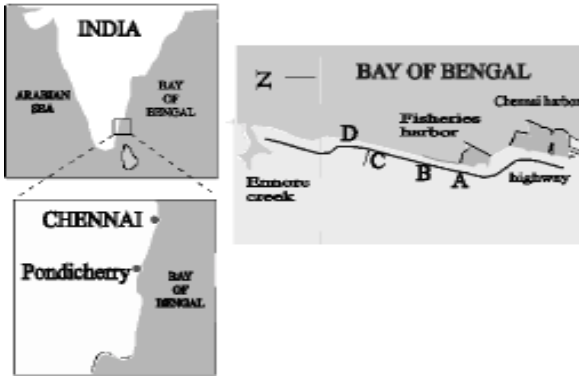 INDIA
ARABIAN
SEA
BAY
OF
BENGAL
CHENNAI
Pondicherry
BAY
OF
BENGAL
Z
BAY OF BENGAL
Chennai harbor
Fisheries
harbor
D
C
B
A
highway
Ennore
creek